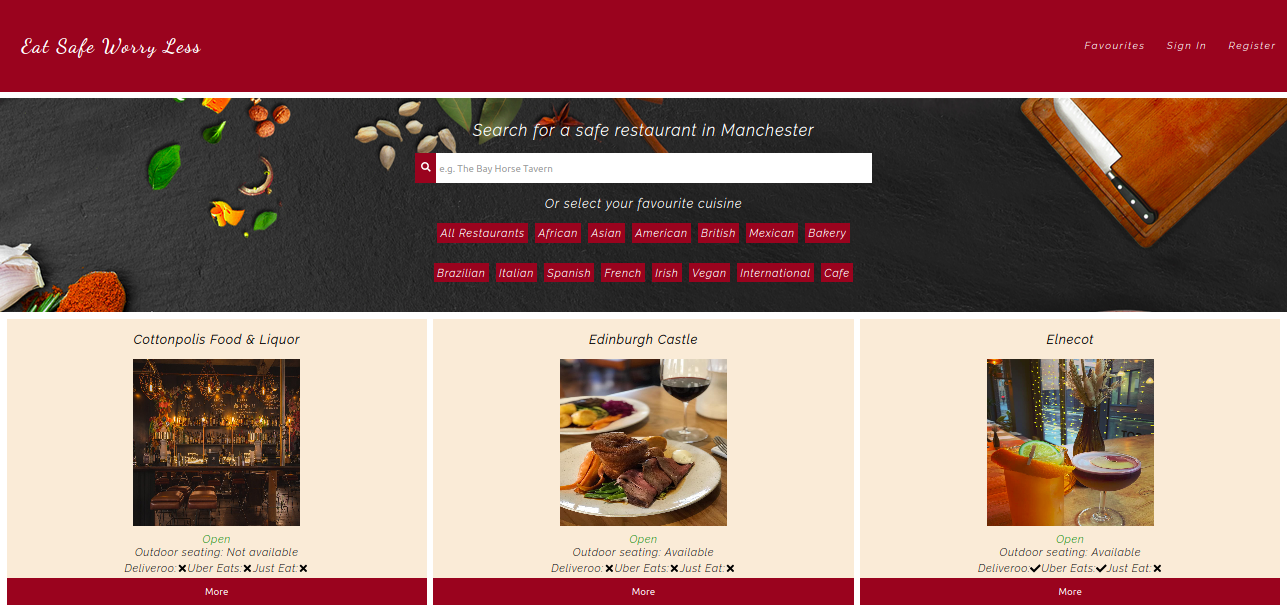 Eat Safe Worry Less
Favourites Sign In Register
Search for a safe restaurant in Manchester
e.g. The Bay Horse Tavern
Or select your favourite cuisine
All Restaurants African Asian American British Mexican Bakery
Brazilian Italian Spanish French Irish Vegan International Cafe
Cottonpolis Food & Liquor
Open
Outdoor seating: Not available
Deliveroo:✖Uber Eats:✖Just Eat:✖
More
Edinburgh Castle
Open
Outdoor seating: Available
Deliveroo:✖Uber Eats:✖Just Eat:✖
More
Elnecot
Open
Outdoor seating: Available
Deliveroo:✔Uber Eats:✔Just Eat:✖
More